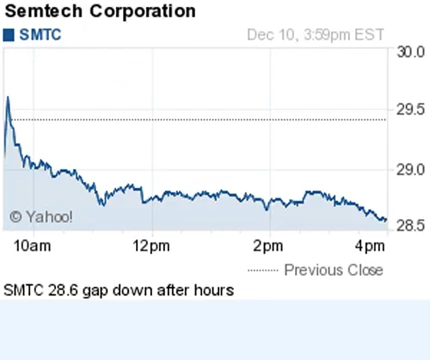 Semtech Corporation
SMTC Dec 10, 3:59pm EST
30.0
29.5
29.0
28.5
© Yahoo!
10am 12pm 2pm 4pm
Previous Close
SMTC 28.6 gap down after hours